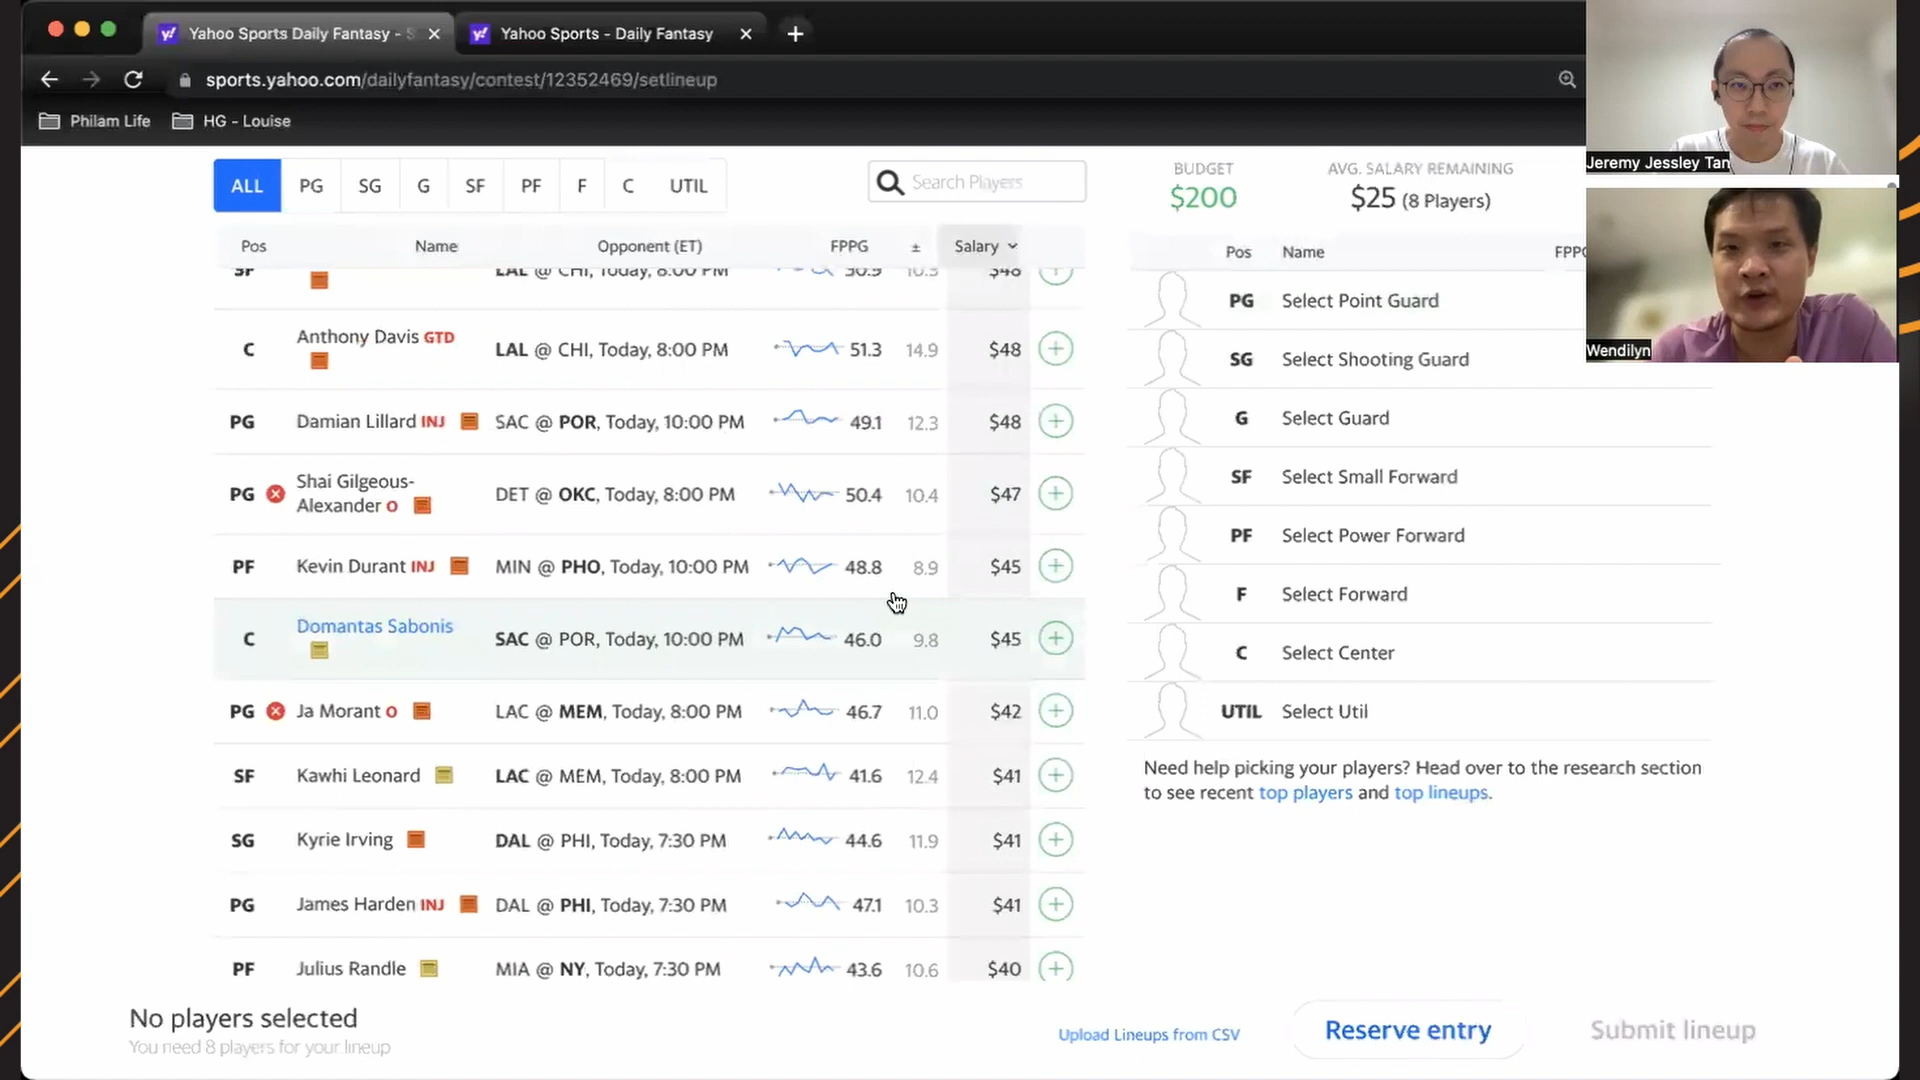 Yahoo Sports Daily Fantasy - S
Yahoo Sports - Daily Fantasy
sports.yahoo.com/dailyfantasy/contest/12352469/setlineup
Philam Life
HG - Louise
Jeremy Jessley Tan
Wendilyn
ALL PG SG G SF PF F C UTIL
Search Players
BUDGET
$200
AVG. SALARY REMAINING
$25 (8 Players)
Pos Name Opponent (ET) FPPG ± Salary
SF LAL @ CHI, Today, 8:00 PM 50.9 10.3 $48
C Anthony Davis GTD LAL @ CHI, Today, 8:00 PM 51.3 14.9 $48
PG Damian Lillard INJ SAC @ POR, Today, 10:00 PM 49.1 12.3 $48
PG Shai Gilgeous-
Alexander O DET @ OKC, Today, 8:00 PM 50.4 10.4 $47
PF Kevin Durant INJ MIN @ PHO, Today, 10:00 PM 48.8 8.9 $45
C Domantas Sabonis SAC @ POR, Today, 10:00 PM 46.0 9.8 $45
PG Ja Morant O LAC @ MEM, Today, 8:00 PM 46.7 11.0 $42
SF Kawhi Leonard LAC @ MEM, Today, 8:00 PM 41.6 12.4 $41
SG Kyrie Irving DAL @ PHI, Today, 7:30 PM 44.6 11.9 $41
PG James Harden INJ DAL @ PHI, Today, 7:30 PM 47.1 10.3 $41
PF Julius Randle MIA @ NY, Today, 7:30 PM 43.6 10.6 $40
Pos Name FPPG
PG Select Point Guard
SG Select Shooting Guard
G Select Guard
SF Select Small Forward
PF Select Power Forward
F Select Forward
C Select Center
UTIL Select Util
Need help picking your players? Head over to the research section
to see recent top players and top lineups.
No players selected
You need 8 players for your lineup
Upload Lineups from CSV
Reserve entry
Submit lineup